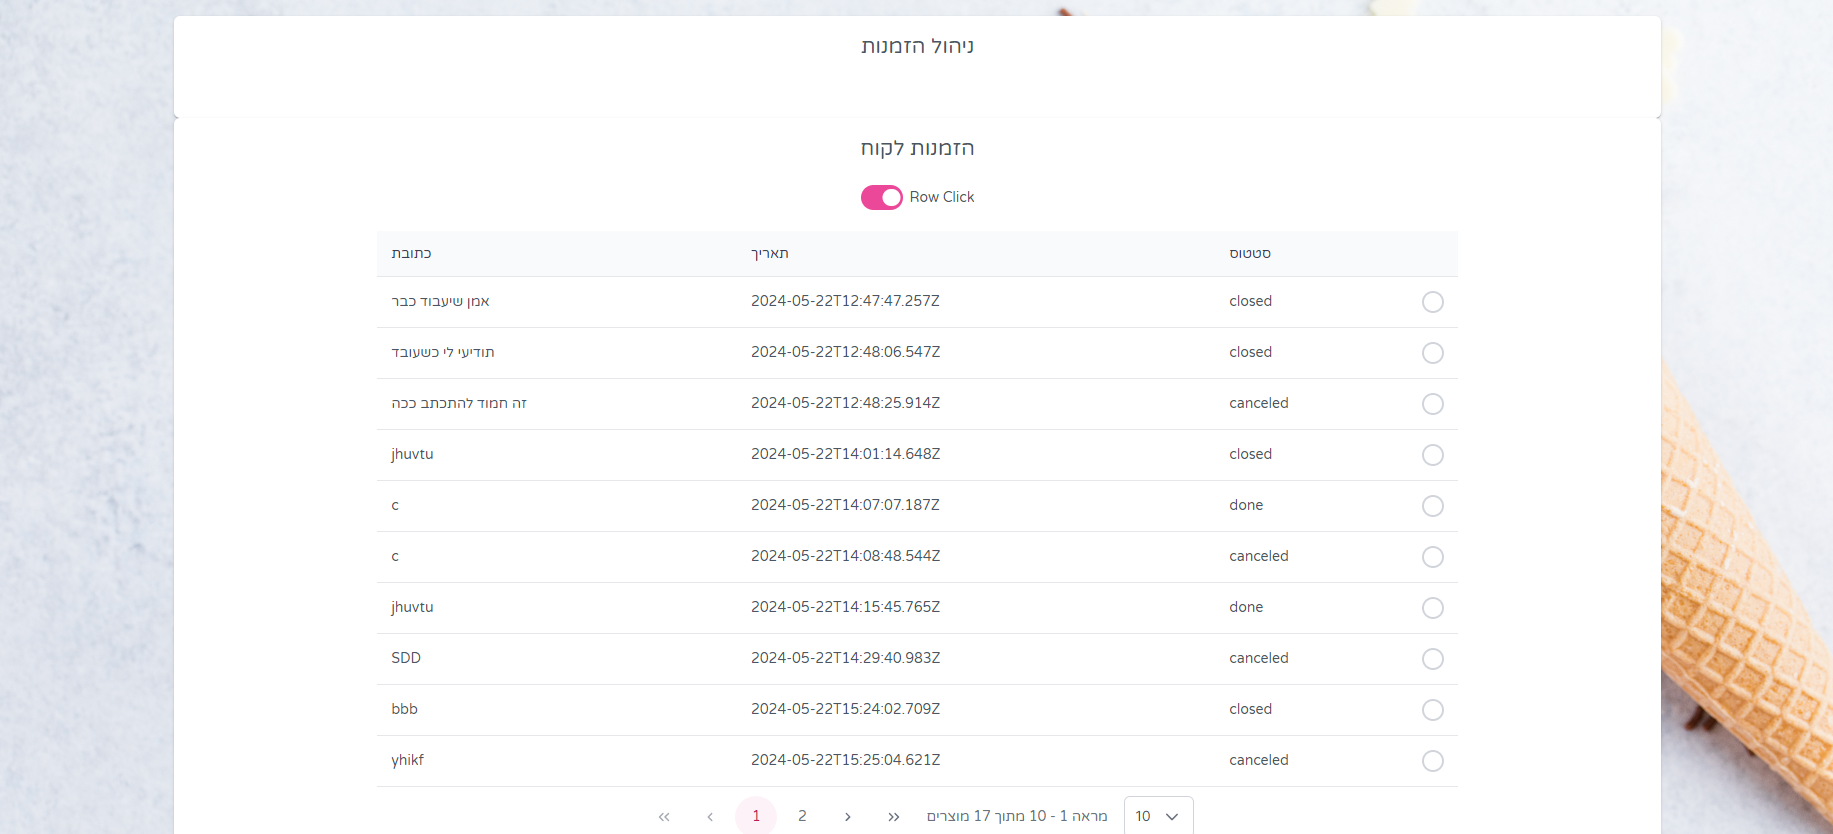 ניהול הזמנות
הזמנות לקוח
Row Click
כתובת תאריך סטטוס
אמן שיעבוד כבר 2024-05-22T12:47:47.257Z closed
תודיעי לי כשעובד 2024-05-22T12:48:06.547Z closed
זה חמוד להתכתב ככה 2024-05-22T12:48:25.914Z canceled
jhuvtu 2024-05-22T14:01:14.648Z closed
c 2024-05-22T14:07:07.187Z done
c 2024-05-22T14:08:48.544Z canceled
jhuvtu 2024-05-22T14:15:45.765Z done
SDD 2024-05-22T14:29:40.983Z canceled
bbb 2024-05-22T15:24:02.709Z closed
yhikf 2024-05-22T15:25:04.621Z canceled
« ‹ 1 2 › » מראה 1 - 10 מתוך 17 מוצרים 10